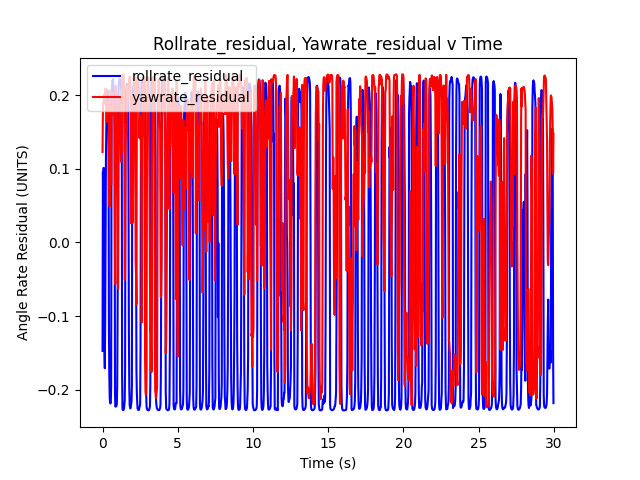 Rollrate_residual, Yawrate_residual v Time
rollrate_residual
yawrate_residual
Angle Rate Residual (UNITS)
0.2
0.1
0.0
−0.1
−0.2
0 5 10 15 20 25 30
Time (s)